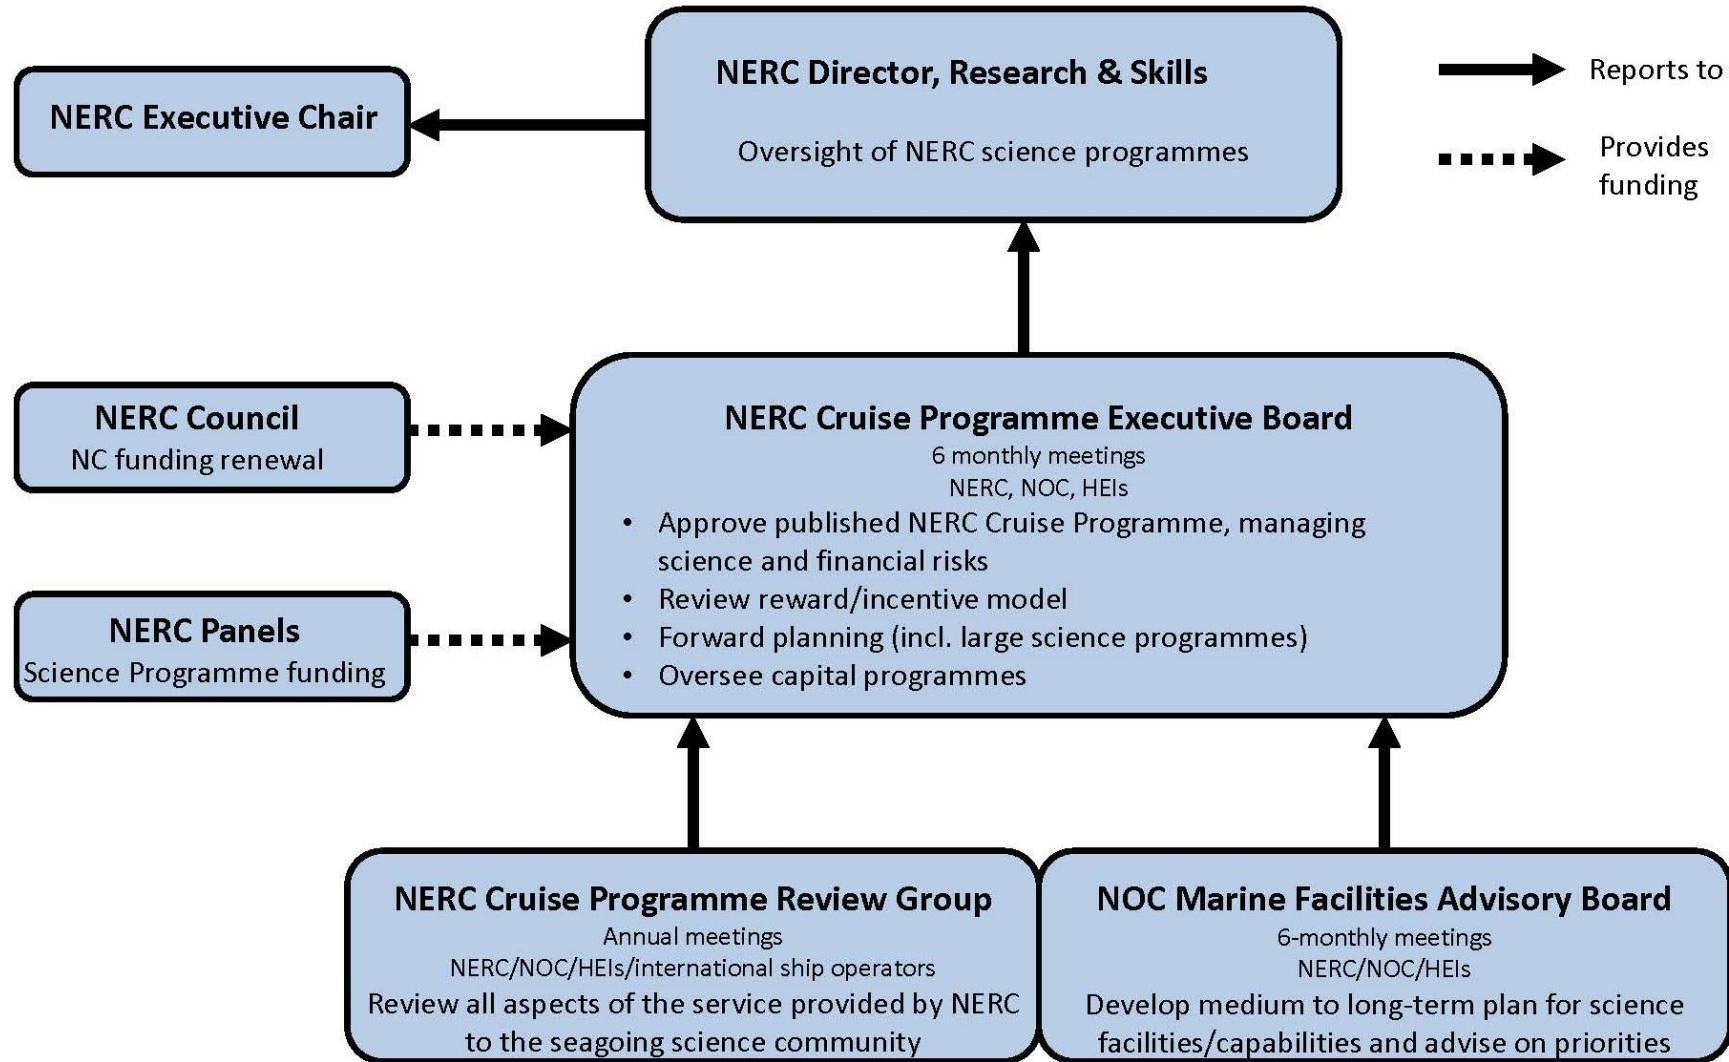 NERC Director, Research & Skills
Oversight of NERC science programmes
NERC Executive Chair
Reports to
Provides
funding
NERC Council
NC funding renewal
NERC Panels
Science Programme funding
NERC Cruise Programme Executive Board
6 monthly meetings
NERC, NOC, HEIs
• Approve published NERC Cruise Programme, managing
science and financial risks
• Review reward/incentive model
• Forward planning (incl. large science programmes)
• Oversee capital programmes
NERC Cruise Programme Review Group
Annual meetings
NERC/NOC/HEIs/international ship operators
Review all aspects of the service provided by NERC
to the seagoing science community
NOC Marine Facilities Advisory Board
6-monthly meetings
NERC/NOC/HEIs
Develop medium to long-term plan for science
facilities/capabilities and advise on priorities